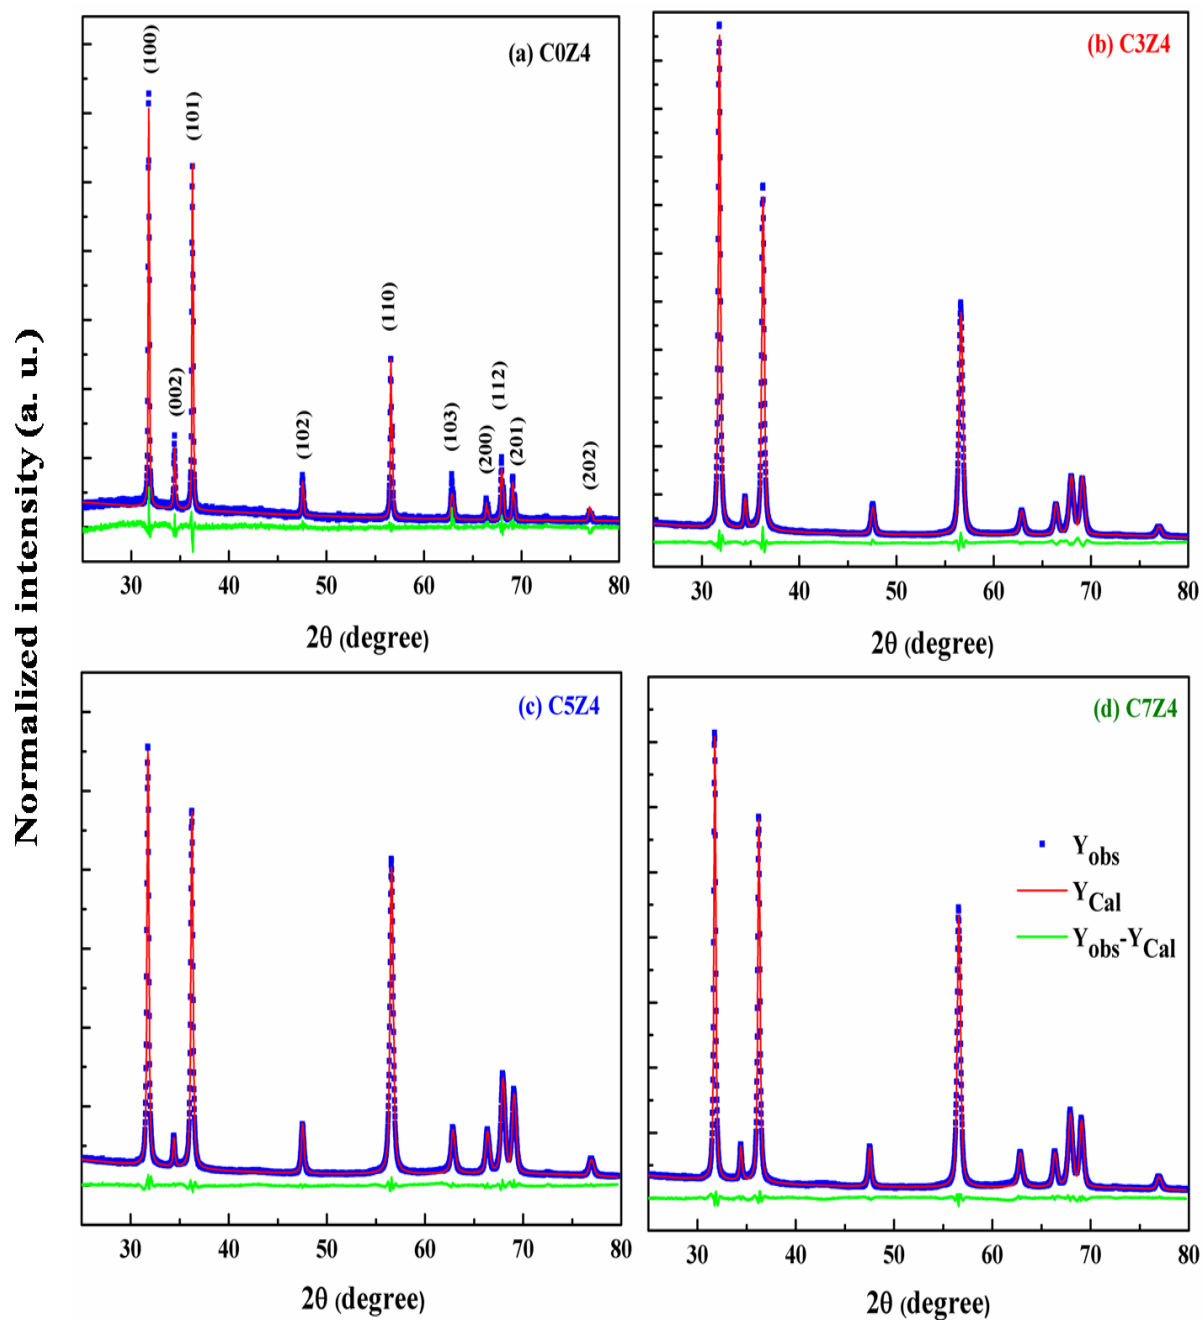 Normalized intensity (a. u.)
(a) C0Z4
(100)
(002)
(101)
(102)
(110)
(103)
(200)
(112)
(201)
(202)
30 40 50 60 70 80
2θ (degree)
(b) C3Z4
30 40 50 60 70 80
2θ (degree)
(c) C5Z4
30 40 50 60 70 80
2θ (degree)
(d) C7Z4
Yobs
YCal
Yobs-YCal
30 40 50 60 70 80
2θ (degree)